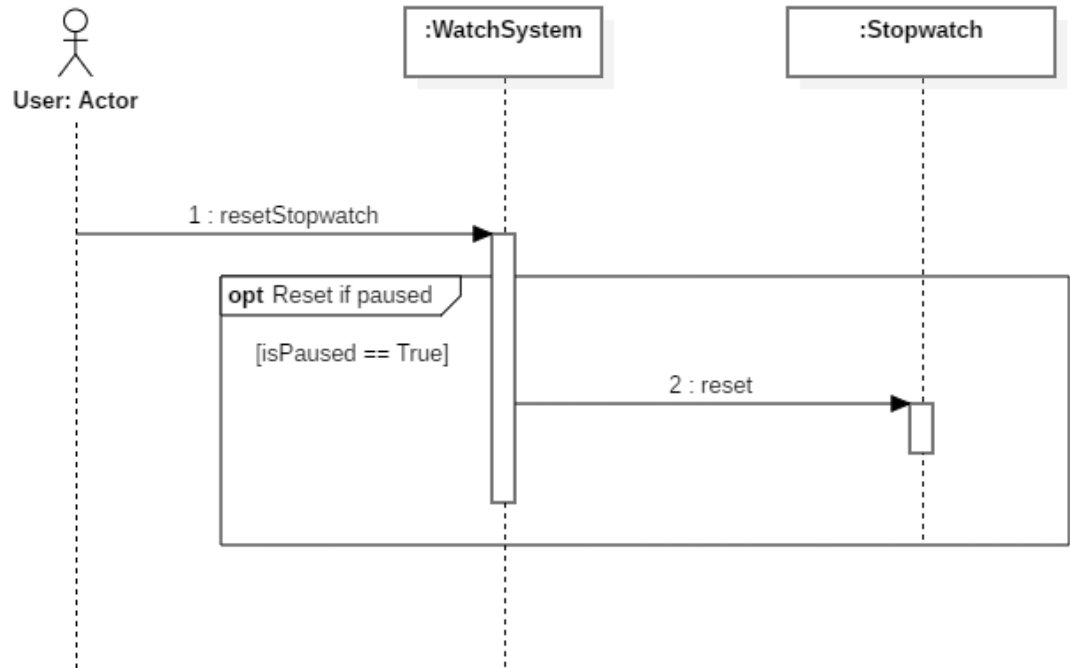 :WatchSystem
:Stopwatch
User: Actor
1 : resetStopwatch
opt Reset if paused
[isPaused == True]
2 : reset